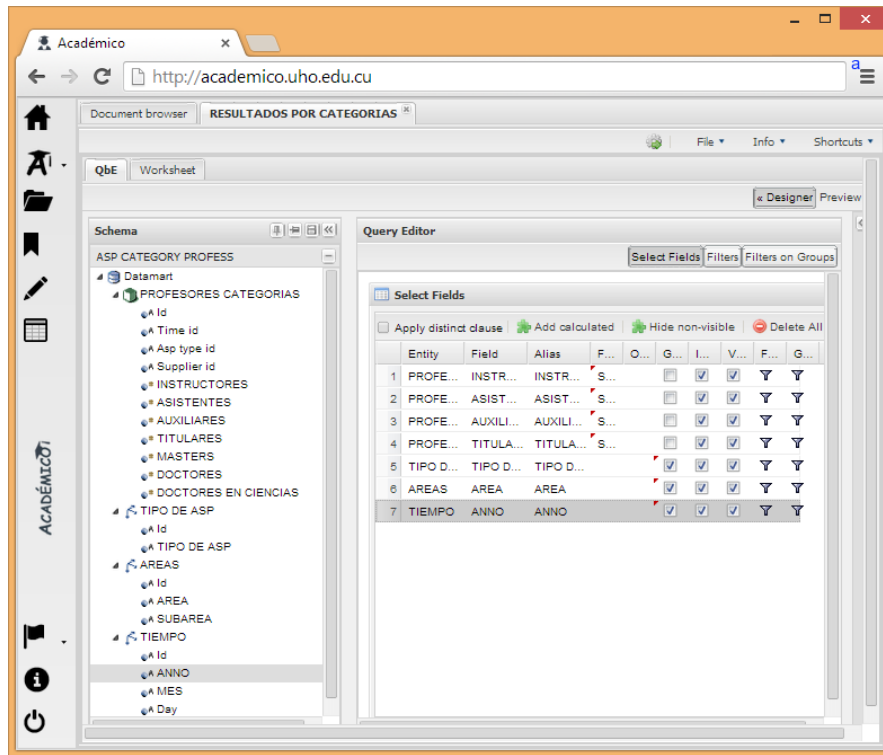 Académico
http://academico.uho.edu.cu
a
Document browser RESULTADOS POR CATEGORIAS
File Info Shortcuts
QbE Worksheet
« Designer Preview
Schema
ASP CATEGORY PROFESS
Datamart
PROFESORES CATEGORIAS
Id
Time id
Asp type id
Supplier id
INSTRUCTORES
ASISTENTES
AUXILIARES
TITULARES
MASTERS
DOCTORES
DOCTORES EN CIENCIAS
TIPO DE ASP
Id
TIPO DE ASP
AREAS
Id
AREA
SUBAREA
TIEMPO
Id
ANNO
MES
Day
Query Editor
Select Fields Filters Filters on Groups
Select Fields
Apply distinct clause Add calculated Hide non-visible Delete All
Entity Field Alias F... O... G... I... V... F... G...
1 PROFE... INSTR... INSTR... S...
2 PROFE... ASIST... ASIST... S...
3 PROFE... AUXILI... AUXILI... S...
4 PROFE... TITULA... TITULA... S...
5 TIPO D... TIPO D... TIPO D...
6 AREAS AREA AREA
7 TIEMPO ANNO ANNO
ACADÉMICO